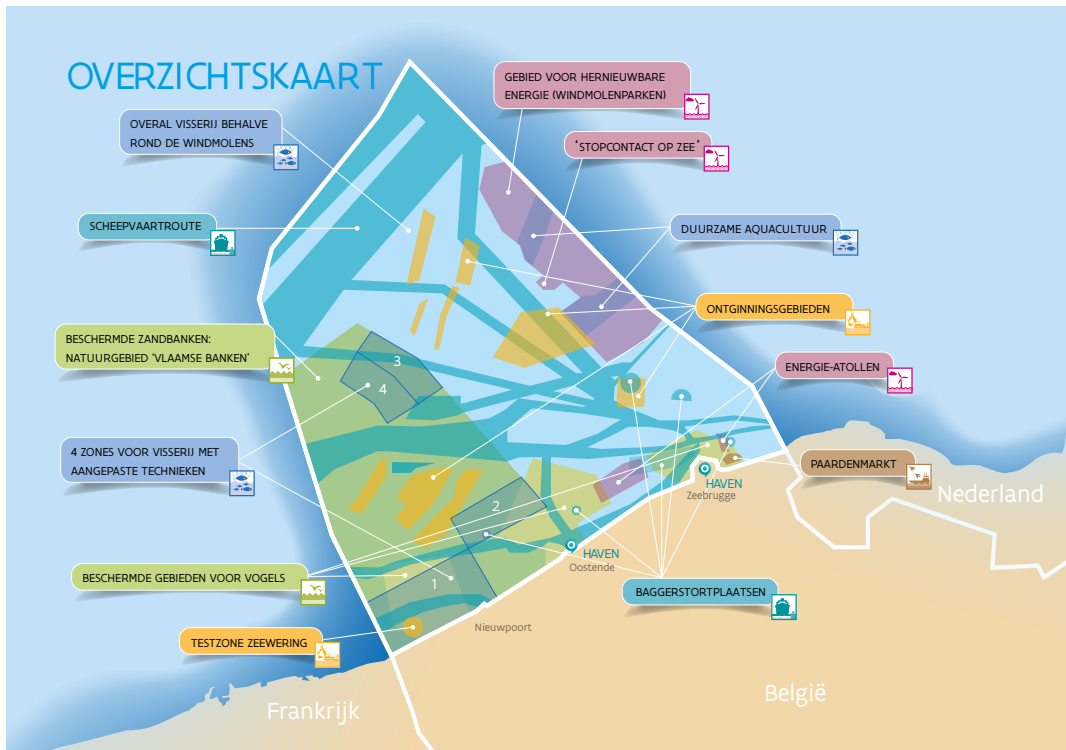 OVERZICHTSKAART
GEBIED VOOR HERNIEUWBARE
ENERGIE (WINDMOLENPARKEN)
OVERAL VISSERIJ BEHALVE
ROND DE WINDMOLENS
'STOPCONTACT OP ZEE'
SCHEEPVAARTROUTE
DUURZAME AQUACULTUUR
ONTGINNINGSGEBIEDEN
BESCHERMDE ZANDBANKEN:
NATUURGEBIED 'VLAAMSE BANKEN'
3
4
ENERGIE-ATOLLEN
4 ZONES VOOR VISSERIJ MET
AANGEPASTE TECHNIEKEN
PAARDENMARKT
HAVEN
Zeebrugge
Nederland
2
HAVEN
Oostende
BESCHERMDE GEBIEDEN VOOR VOGELS
1
BAGGERSTORTPLAATSEN
Nieuwpoort
TESTZONE ZEEWERING
België
Frankrijk